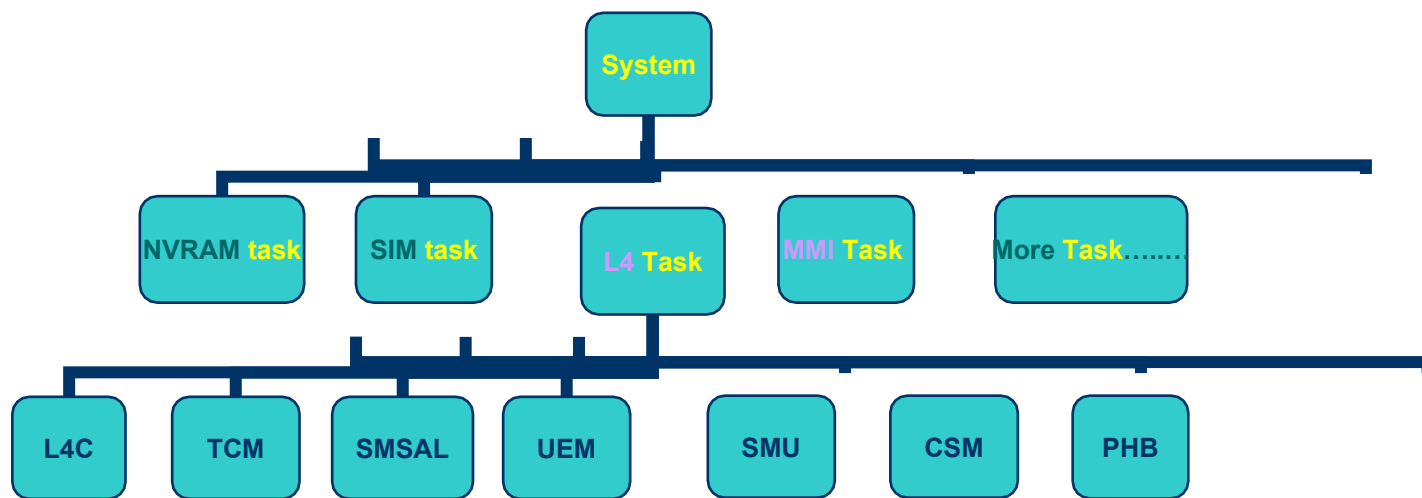 System
NVRAM task
SIM task
L4 Task
MMI Task
More Task…..….
L4C
TCM
SMSAL
UEM
SMU
CSM
PHB